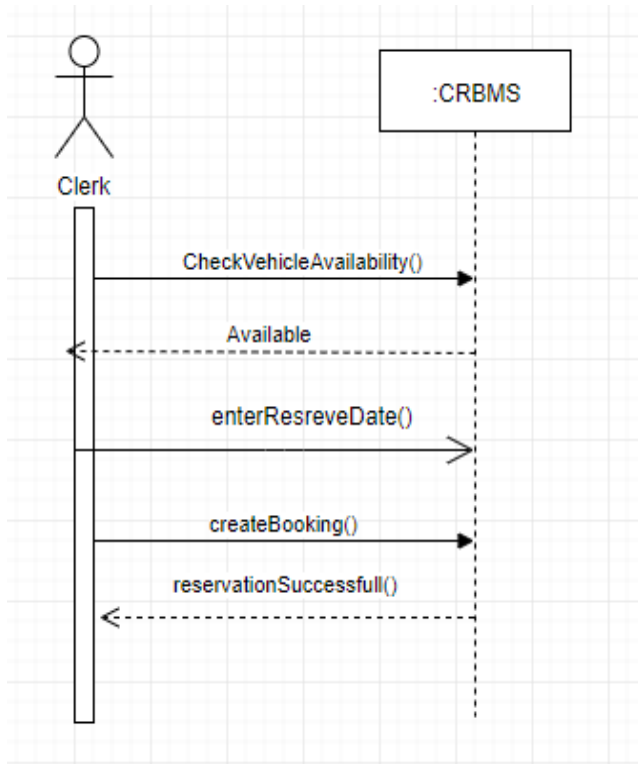 :CRBMS
Clerk
CheckVehicleAvailability()
Available
enterResreveDate()
createBooking()
reservationSuccessfull()